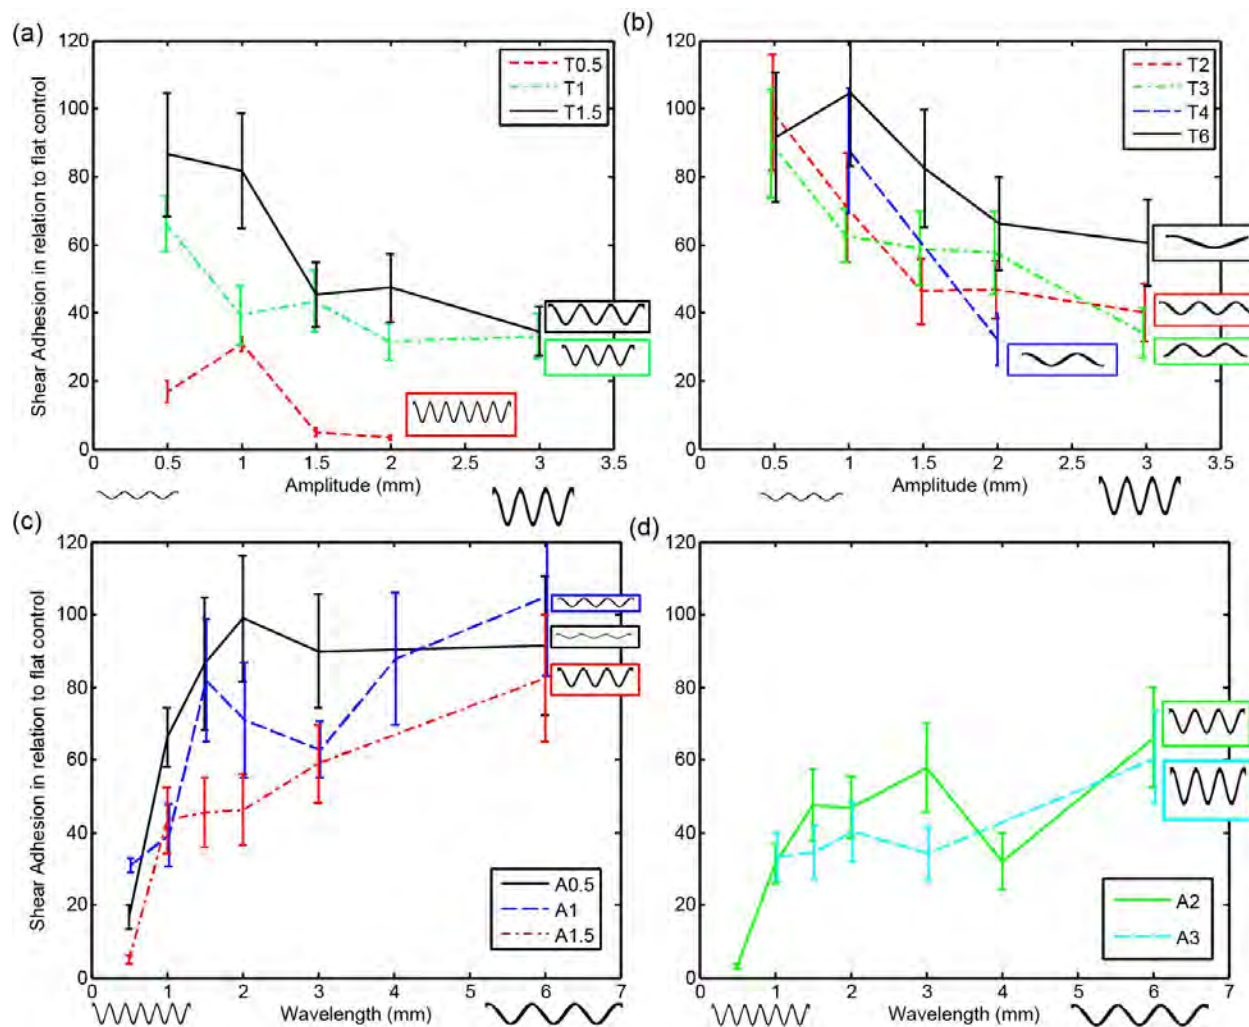 (a)
120
100
80
60
40
20
0
Shear Adhesion in relation to flat control
T0.5
T1
T1.5
0 0.5 1 1.5 2 2.5 3 3.5
Amplitude (mm)
(b)
120
100
80
60
40
20
0
T2
T3
T4
T6
0 0.5 1 1.5 2 2.5 3 3.5
Amplitude (mm)
(c)
120
100
80
60
40
20
0
Shear Adhesion in relation to flat control
A0.5
A1
A1.5
0 1 2 3 4 5 6 7
Wavelength (mm)
(d)
120
100
80
60
40
20
0
A2
A3
0 1 2 3 4 5 6 7
Wavelength (mm)